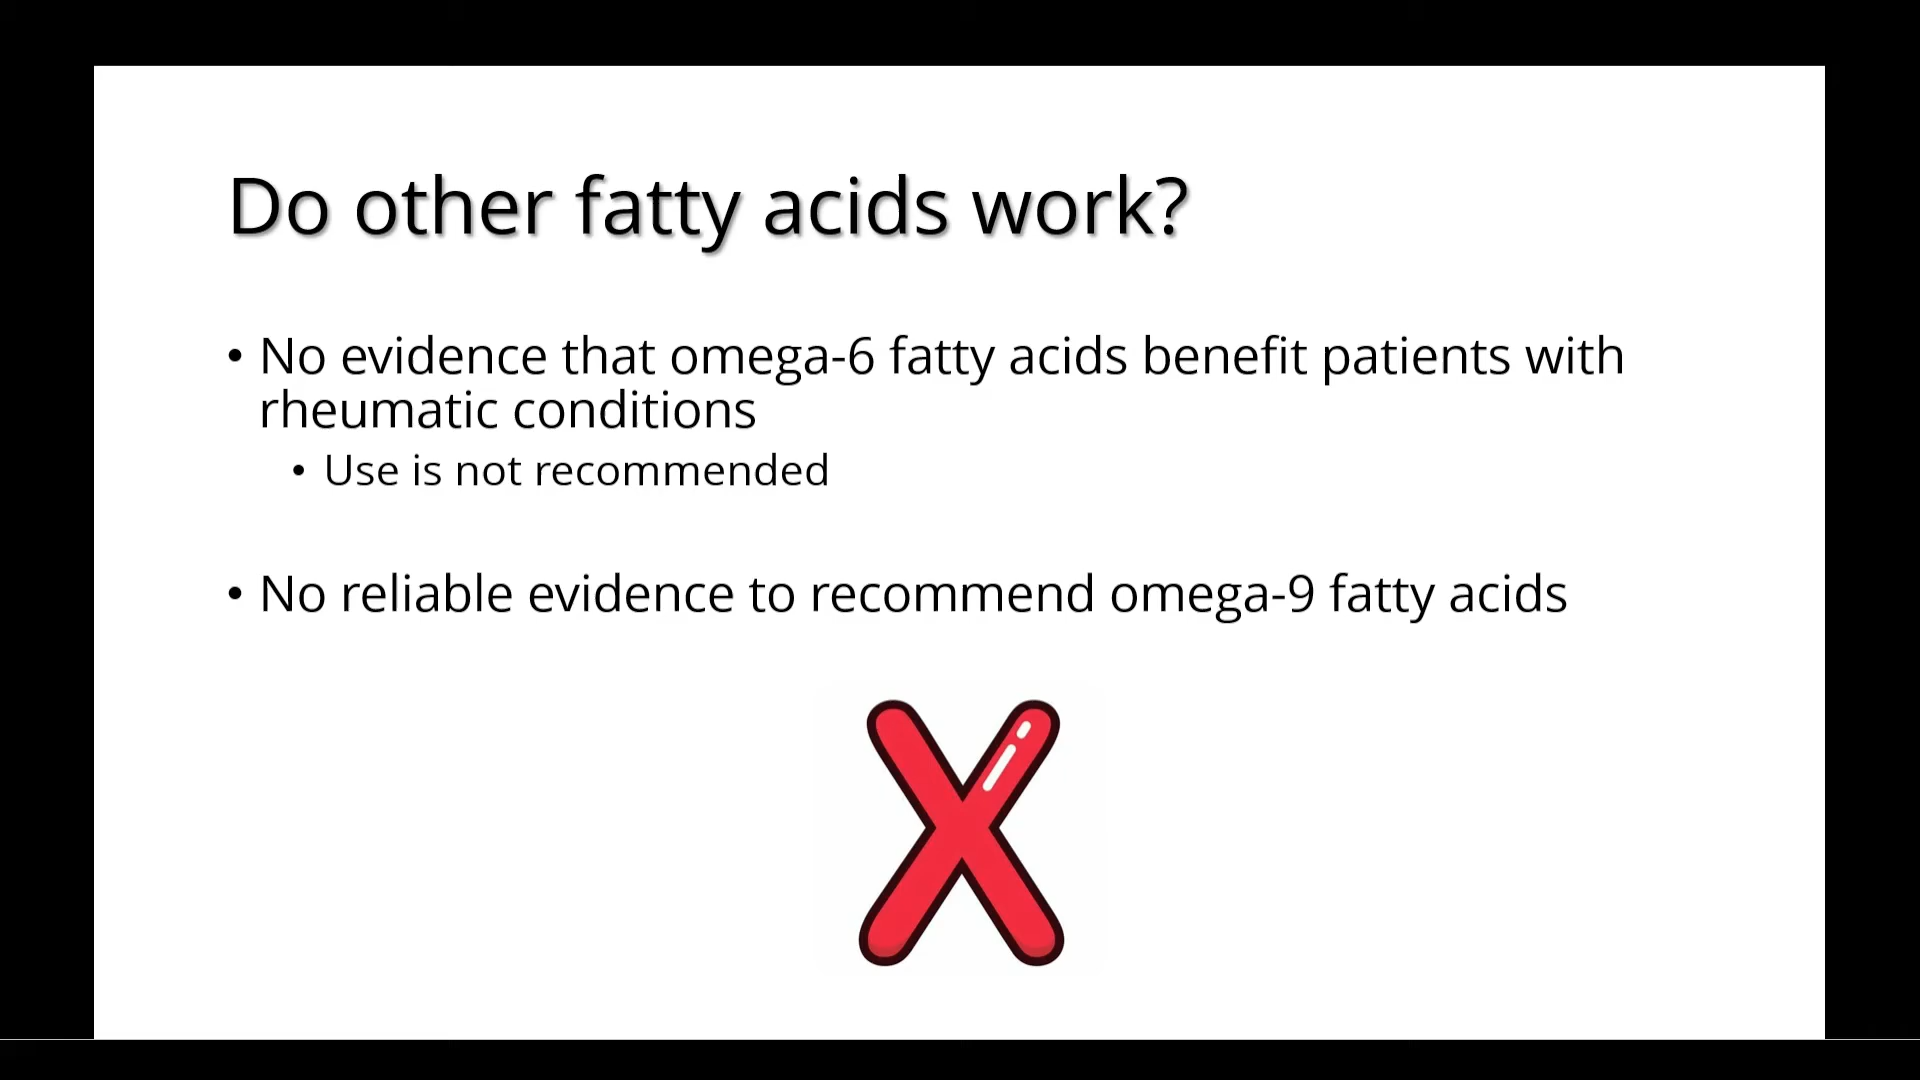 Do other fatty acids work?
• No evidence that omega-6 fatty acids benefit patients with
rheumatic conditions
• Use is not recommended
• No reliable evidence to recommend omega-9 fatty acids
X